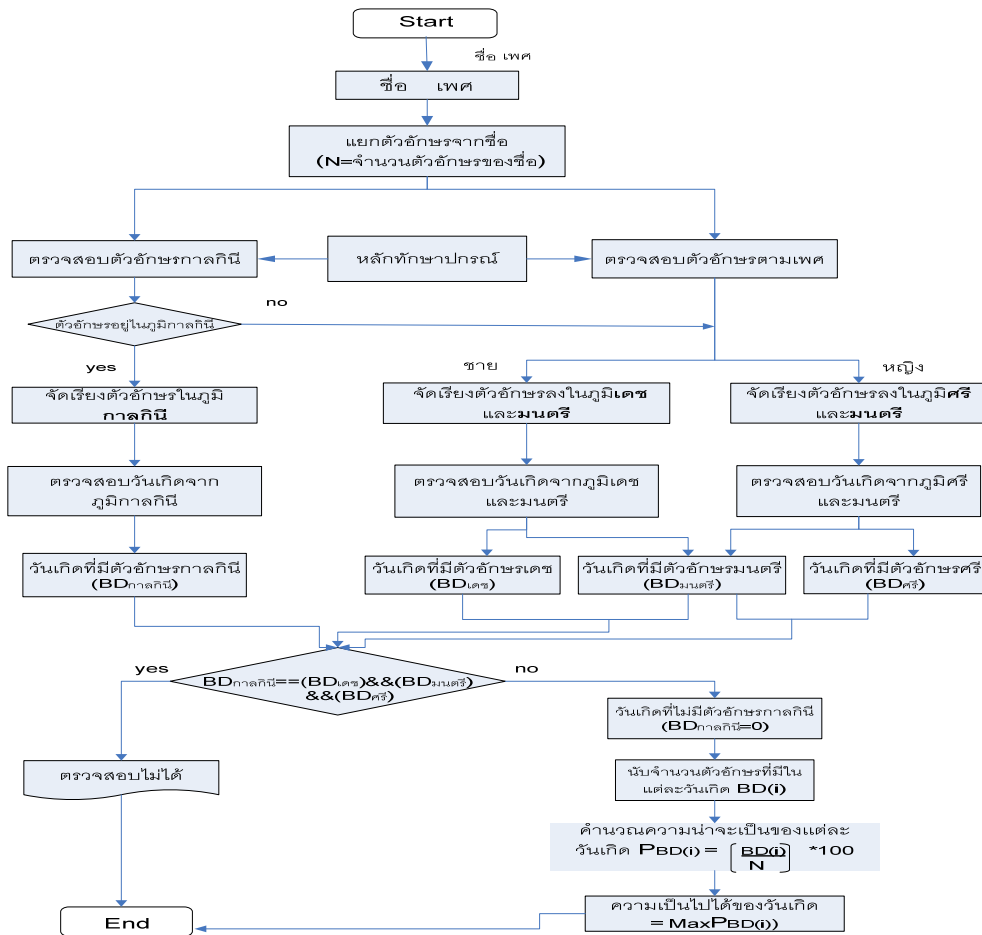 Start
ชื่อ เพศ
ชื่อ เพศ
แยกตัวอักษรจากชื่อ
(N=จำนวนตัวอักษรของชื่อ)
ตรวจสอบตัวอักษรกาลกินี
หลักทักษาปกรณ์
ตรวจสอบตัวอักษรตามเพศ
no
ตัวอักษรอยู่ในภูมิกาลกินี
yes
ชาย
หญิง
จัดเรียงตัวอักษรในภูมิ
กาลกินี
จัดเรียงตัวอักษรลงในภูมิเดช
และมนตรี
จัดเรียงตัวอักษรลงในภูมิศรี
และมนตรี
ตรวจสอบวันเกิดจาก
ภูมิกาลกินี
ตรวจสอบวันเกิดจากภูมิเดช
และมนตรี
ตรวจสอบวันเกิดจากภูมิศรี
และมนตรี
วันเกิดที่มีตัวอักษรกาลกินี
(BDกาลกินี)
วันเกิดที่มีตัวอักษรเดช
(BDเดช)
วันเกิดที่มีตัวอักษรมนตรี
(BDมนตรี)
วันเกิดที่มีตัวอักษรศรี
(BDศรี)
yes
no
BDกาลกินี==(BDเดช)&&(BDมนตรี)
&&(BDศรี)
วันเกิดที่ไม่มีตัวอักษรกาลกินี
(BDกาลกินี=0)
ตรวจสอบไม่ได้
นับจำนวนตัวอักษรที่มีใน
แต่ละวันเกิด BD(i)
คำนวณความน่าจะเป็นของแต่ละ
วันเกิด PBD(i) = [BD(i)/N] *100
ความเป็นไปได้ของวันเกิด
= MaxPBD(i))
End